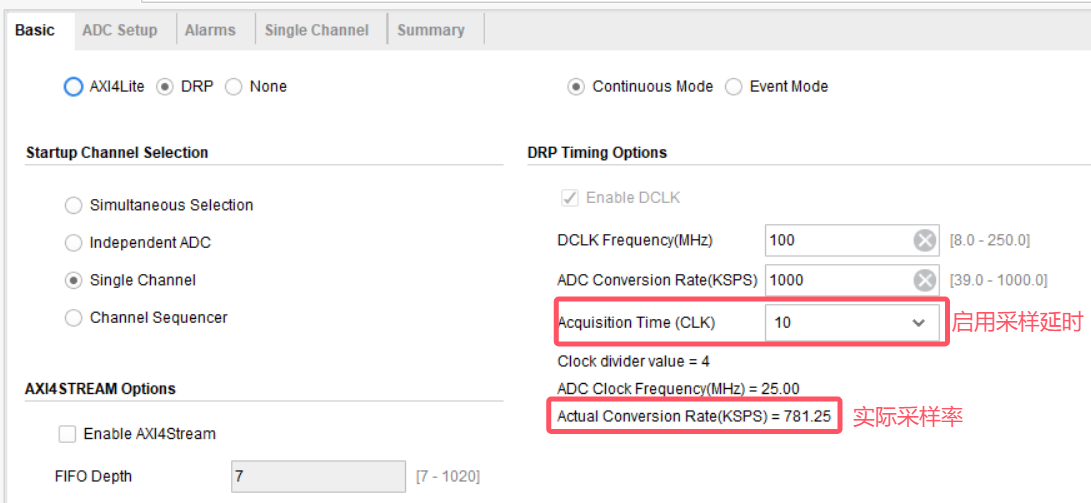 Basic
ADC Setup
Alarms
Single Channel
Summary
AXI4Lite
DRP
None
Continuous Mode
Event Mode
Startup Channel Selection
Simultaneous Selection
Independent ADC
Single Channel
Channel Sequencer
AXI4STREAM Options
Enable AXI4Stream
FIFO Depth 7 [7 - 1020]
DRP Timing Options
Enable DCLK
DCLK Frequency(MHz) 100 [8.0 - 250.0]
ADC Conversion Rate(KSPS) 1000 [39.0 - 1000.0]
Acquisition Time (CLK) 10 启用采样延时
Clock divider value = 4
ADC Clock Frequency(MHz) = 25.00
Actual Conversion Rate(KSPS) = 781.25 实际采样率